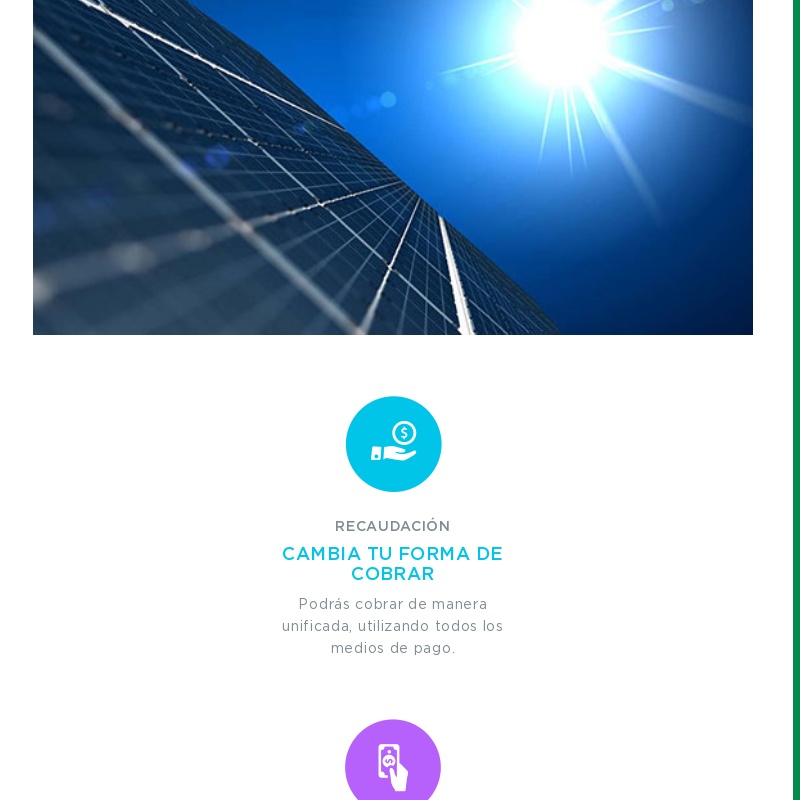 RECAUDACIÓN
CAMBIA TU FORMA DE
COBRAR
Podrás cobrar de manera
unificada, utilizando todos los
medios de pago.